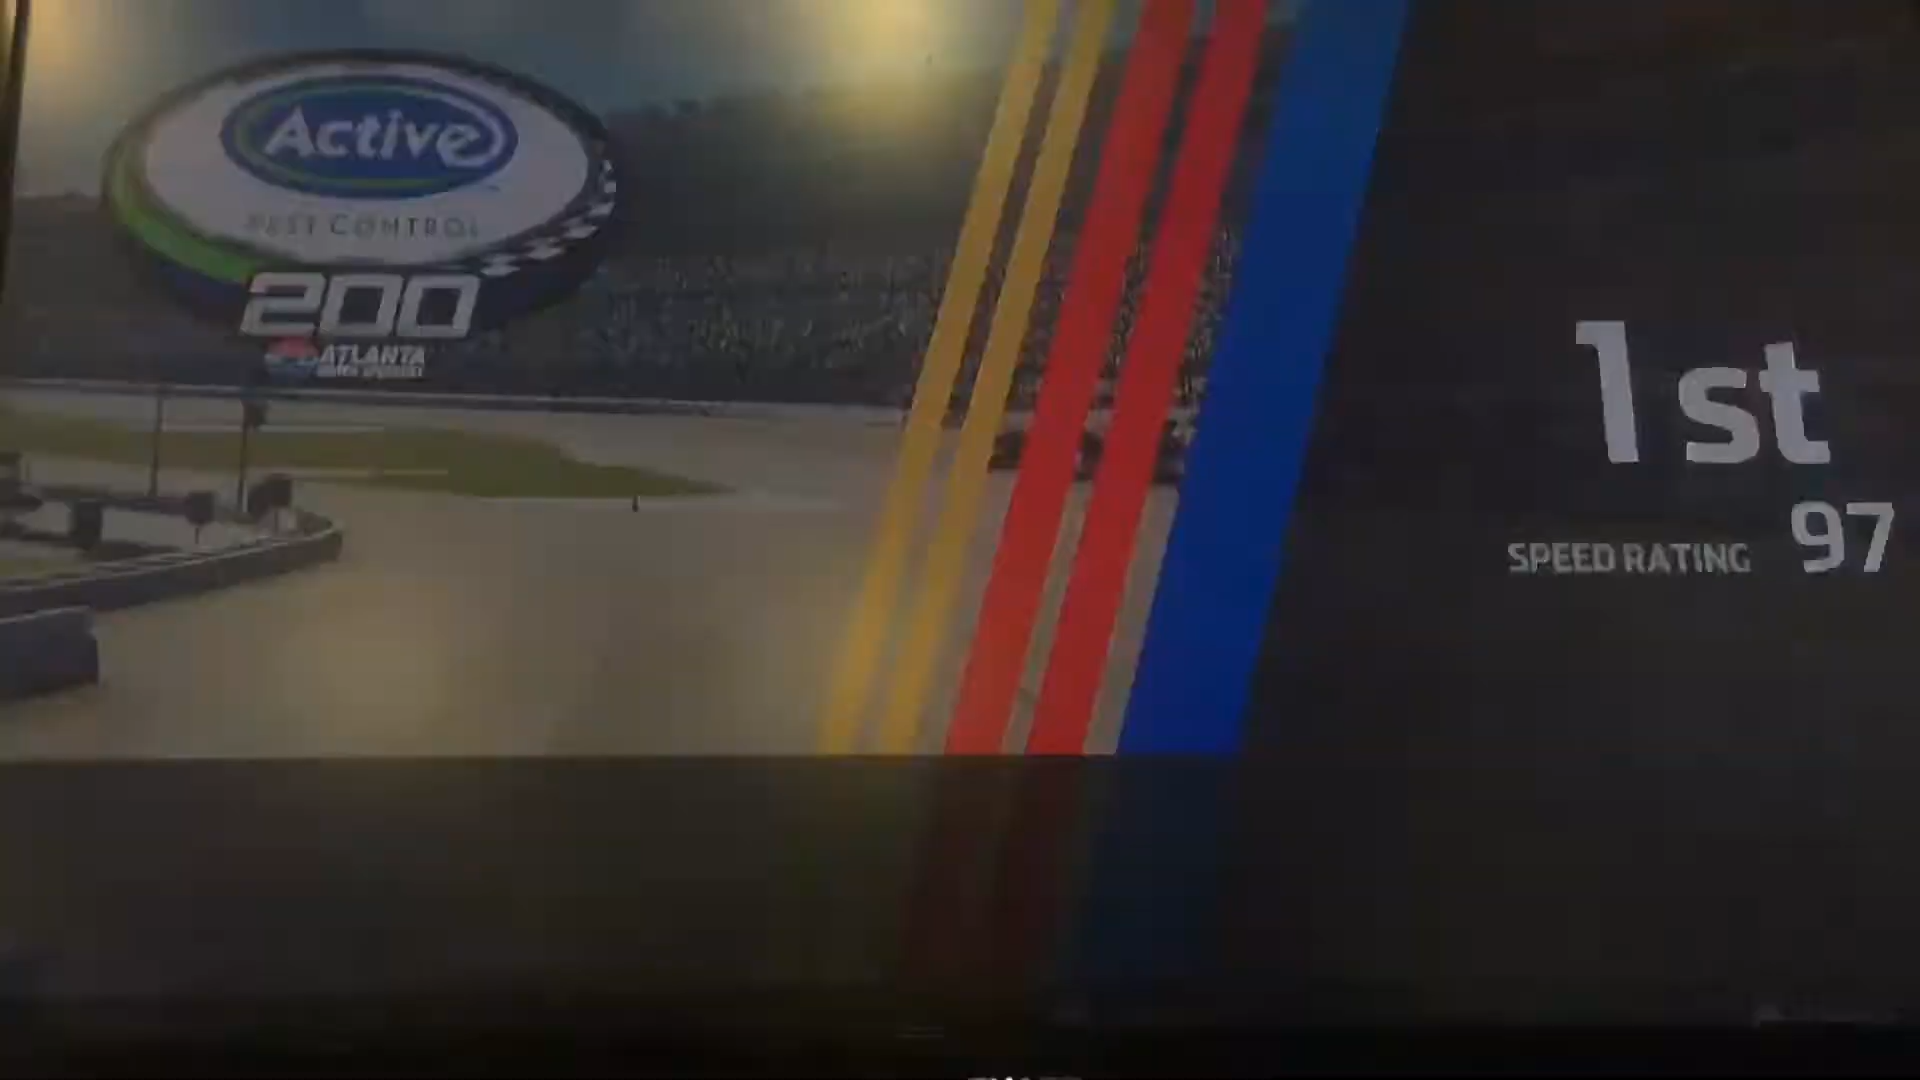 Active
PEST CONTROL
200
ATLANTA
1st
SPEED RATING 97